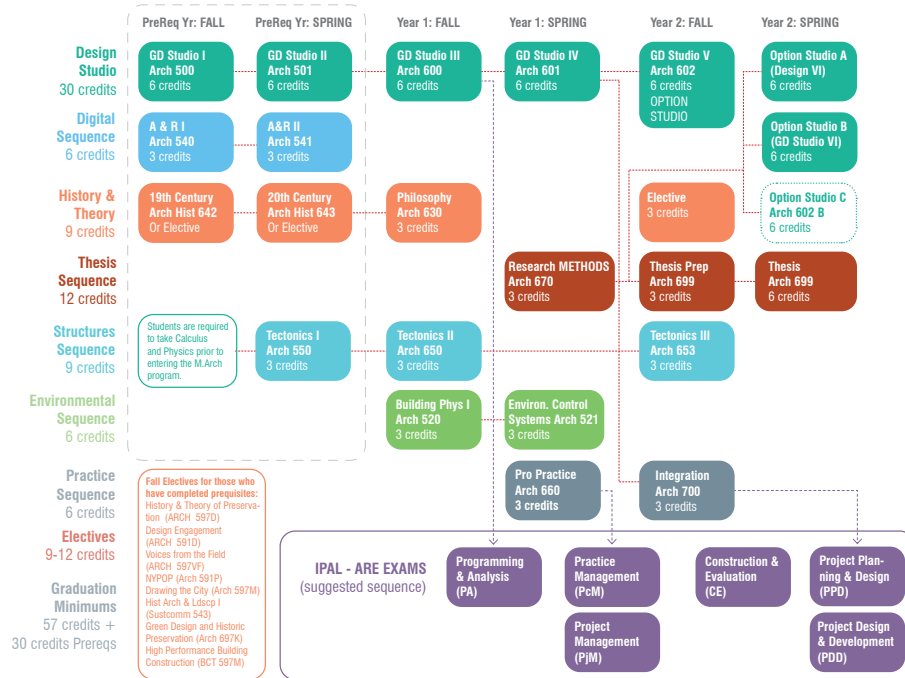 PreReq Yr: FALL
PreReq Yr: SPRING
Year 1: FALL
Year 1: SPRING
Year 2: FALL
Year 2: SPRING
Design
Studio
30 credits
GD Studio I
Arch 500
6 credits
GD Studio II
Arch 501
6 credits
GD Studio III
Arch 600
6 credits
GD Studio IV
Arch 601
6 credits
GD Studio V
Arch 602
6 credits
OPTION
STUDIO
Option Studio A
(Design VI)
6 credits
Digital
Sequence
6 credits
A & R I
Arch 540
3 credits
A&R II
Arch 541
3 credits
Option Studio B
(GD Studio VI)
6 credits
History &
Theory
9 credits
19th Century
Arch Hist 642
Or Elective
20th Century
Arch Hist 643
Or Elective
Philosophy
Arch 630
3 credits
Elective
3 credits
Option Studio C
Arch 602 B
6 credits
Thesis
Sequence
12 credits
Research METHODS
Arch 670
3 credits
Thesis Prep
Arch 699
3 credits
Thesis
Arch 699
6 credits
Structures
Sequence
9 credits
Students are required
to take Calculus
and Physics prior to
entering the M.Arch
program.
Tectonics I
Arch 550
3 credits
Tectonics II
Arch 650
3 credits
Tectonics III
Arch 653
3 credits
Environmental
Sequence
6 credits
Building Phys I
Arch 520
3 credits
Environ. Control
Systems Arch 521
3 credits
Practice
Sequence
6 credits
Pro Practice
Arch 660
3 credits
Integration
Arch 700
3 credits
Electives
9-12 credits
Graduation
Minimums
57 credits +
30 credits Prereqs
Fall Electives for those who
have completed prequisites:
History & Theory of Preserva-
tion (ARCH 597D)
Design Engagement
(ARCH 591D)
Voices from the Field
(ARCH 597VF)
NYPOP (Arch 591P)
Drawing the City (Arch 597M)
Hist Arch & Ldscp I
(Sustcomm 543)
Green Design and Historic
Preservation (Arch 697K)
High Performance Building
Construction (BCT 597M)
IPAL - ARE EXAMS
(suggested sequence)
Programming
& Analysis
(PA)
Practice
Management
(PcM)
Construction &
Evaluation
(CE)
Project Plan-
ning & Design
(PPD)
Project
Management
(PjM)
Project Design
& Development
(PDD)